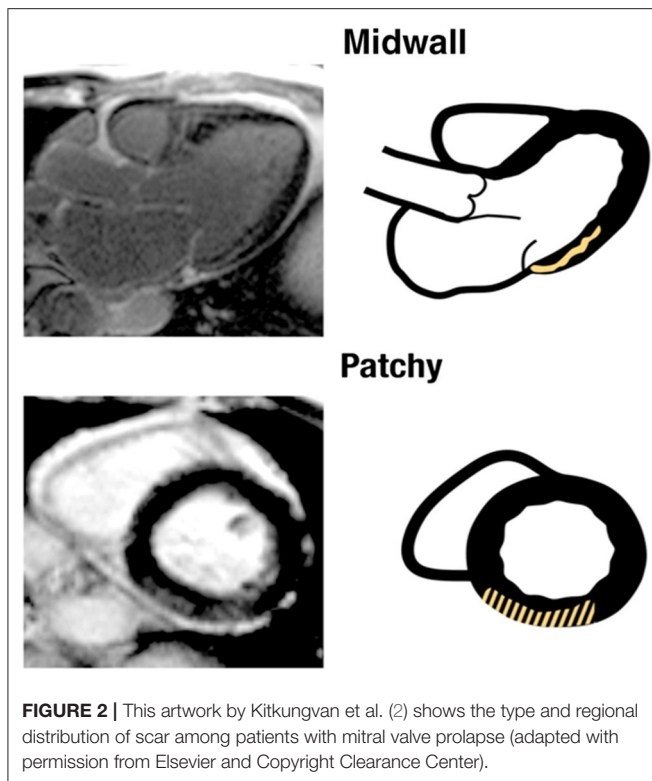 Midwall
Patchy
FIGURE 2 | This artwork by Kitkungvan et al. (2) shows the type and regional
distribution of scar among patients with mitral valve prolapse (adapted with
permission from Elsevier and Copyright Clearance Center).